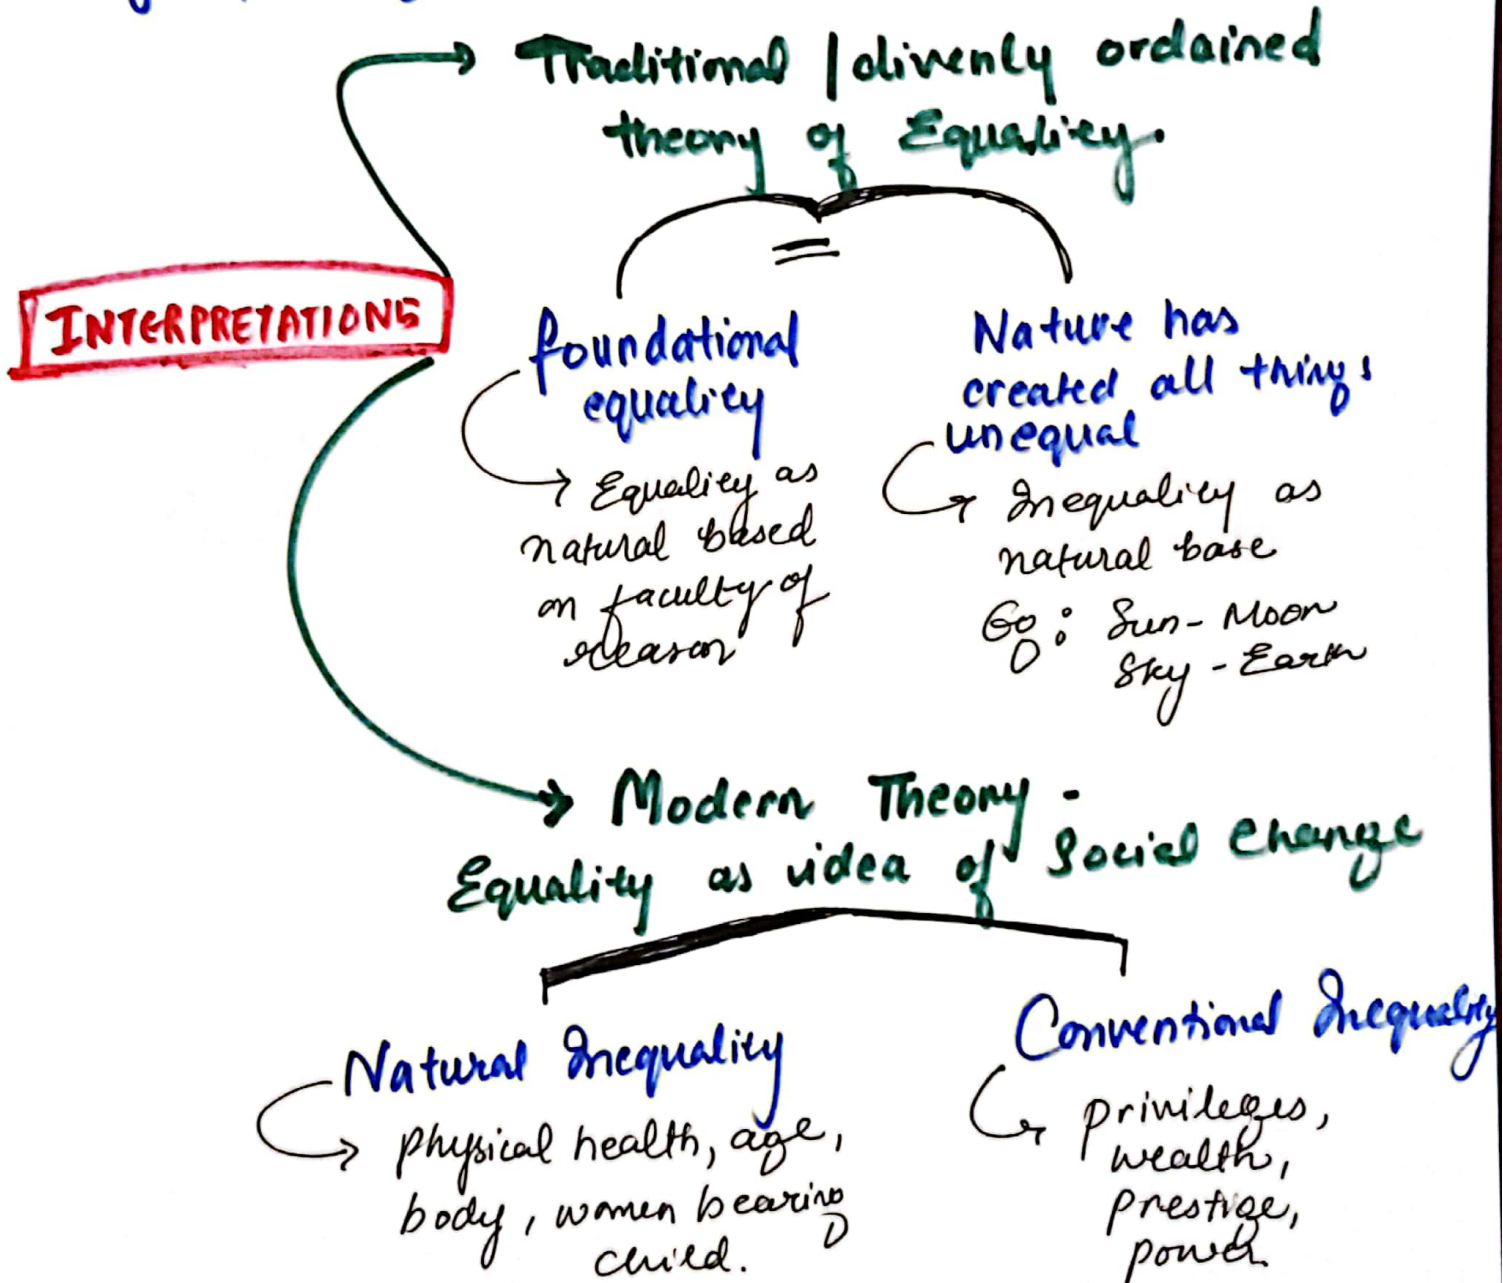 INTERPRETATIONS
Traditional / divenly ordained
theory of Equality.
foundational
equality
Equality as
natural based
on faculty of
reason
Nature has
created all things
unequal
Inequality as
natural base
Eg: Sun - Moon
Sky - Earth
Modern Theory -
Equality as idea of Social Change
Natural Inequality
physical health, age,
body, women bearing
child.
Conventional Inequality
privileges,
wealth,
prestige,
power.